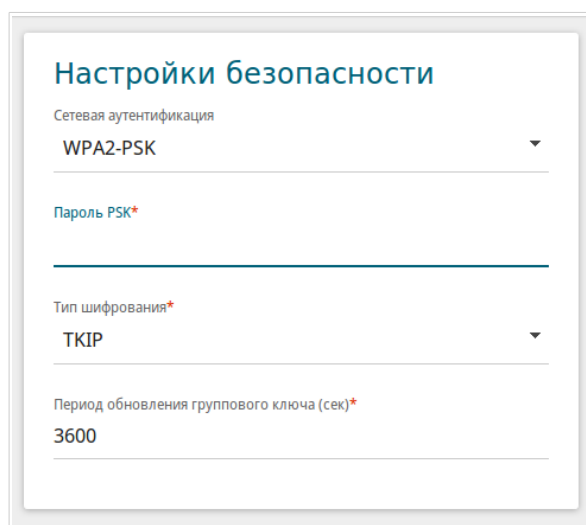 Настройки безопасности
Сетевая аутентификация
WPA2-PSK
Пароль PSK*
Тип шифрования*
TKIP
Период обновления группового ключа (сек)*
3600